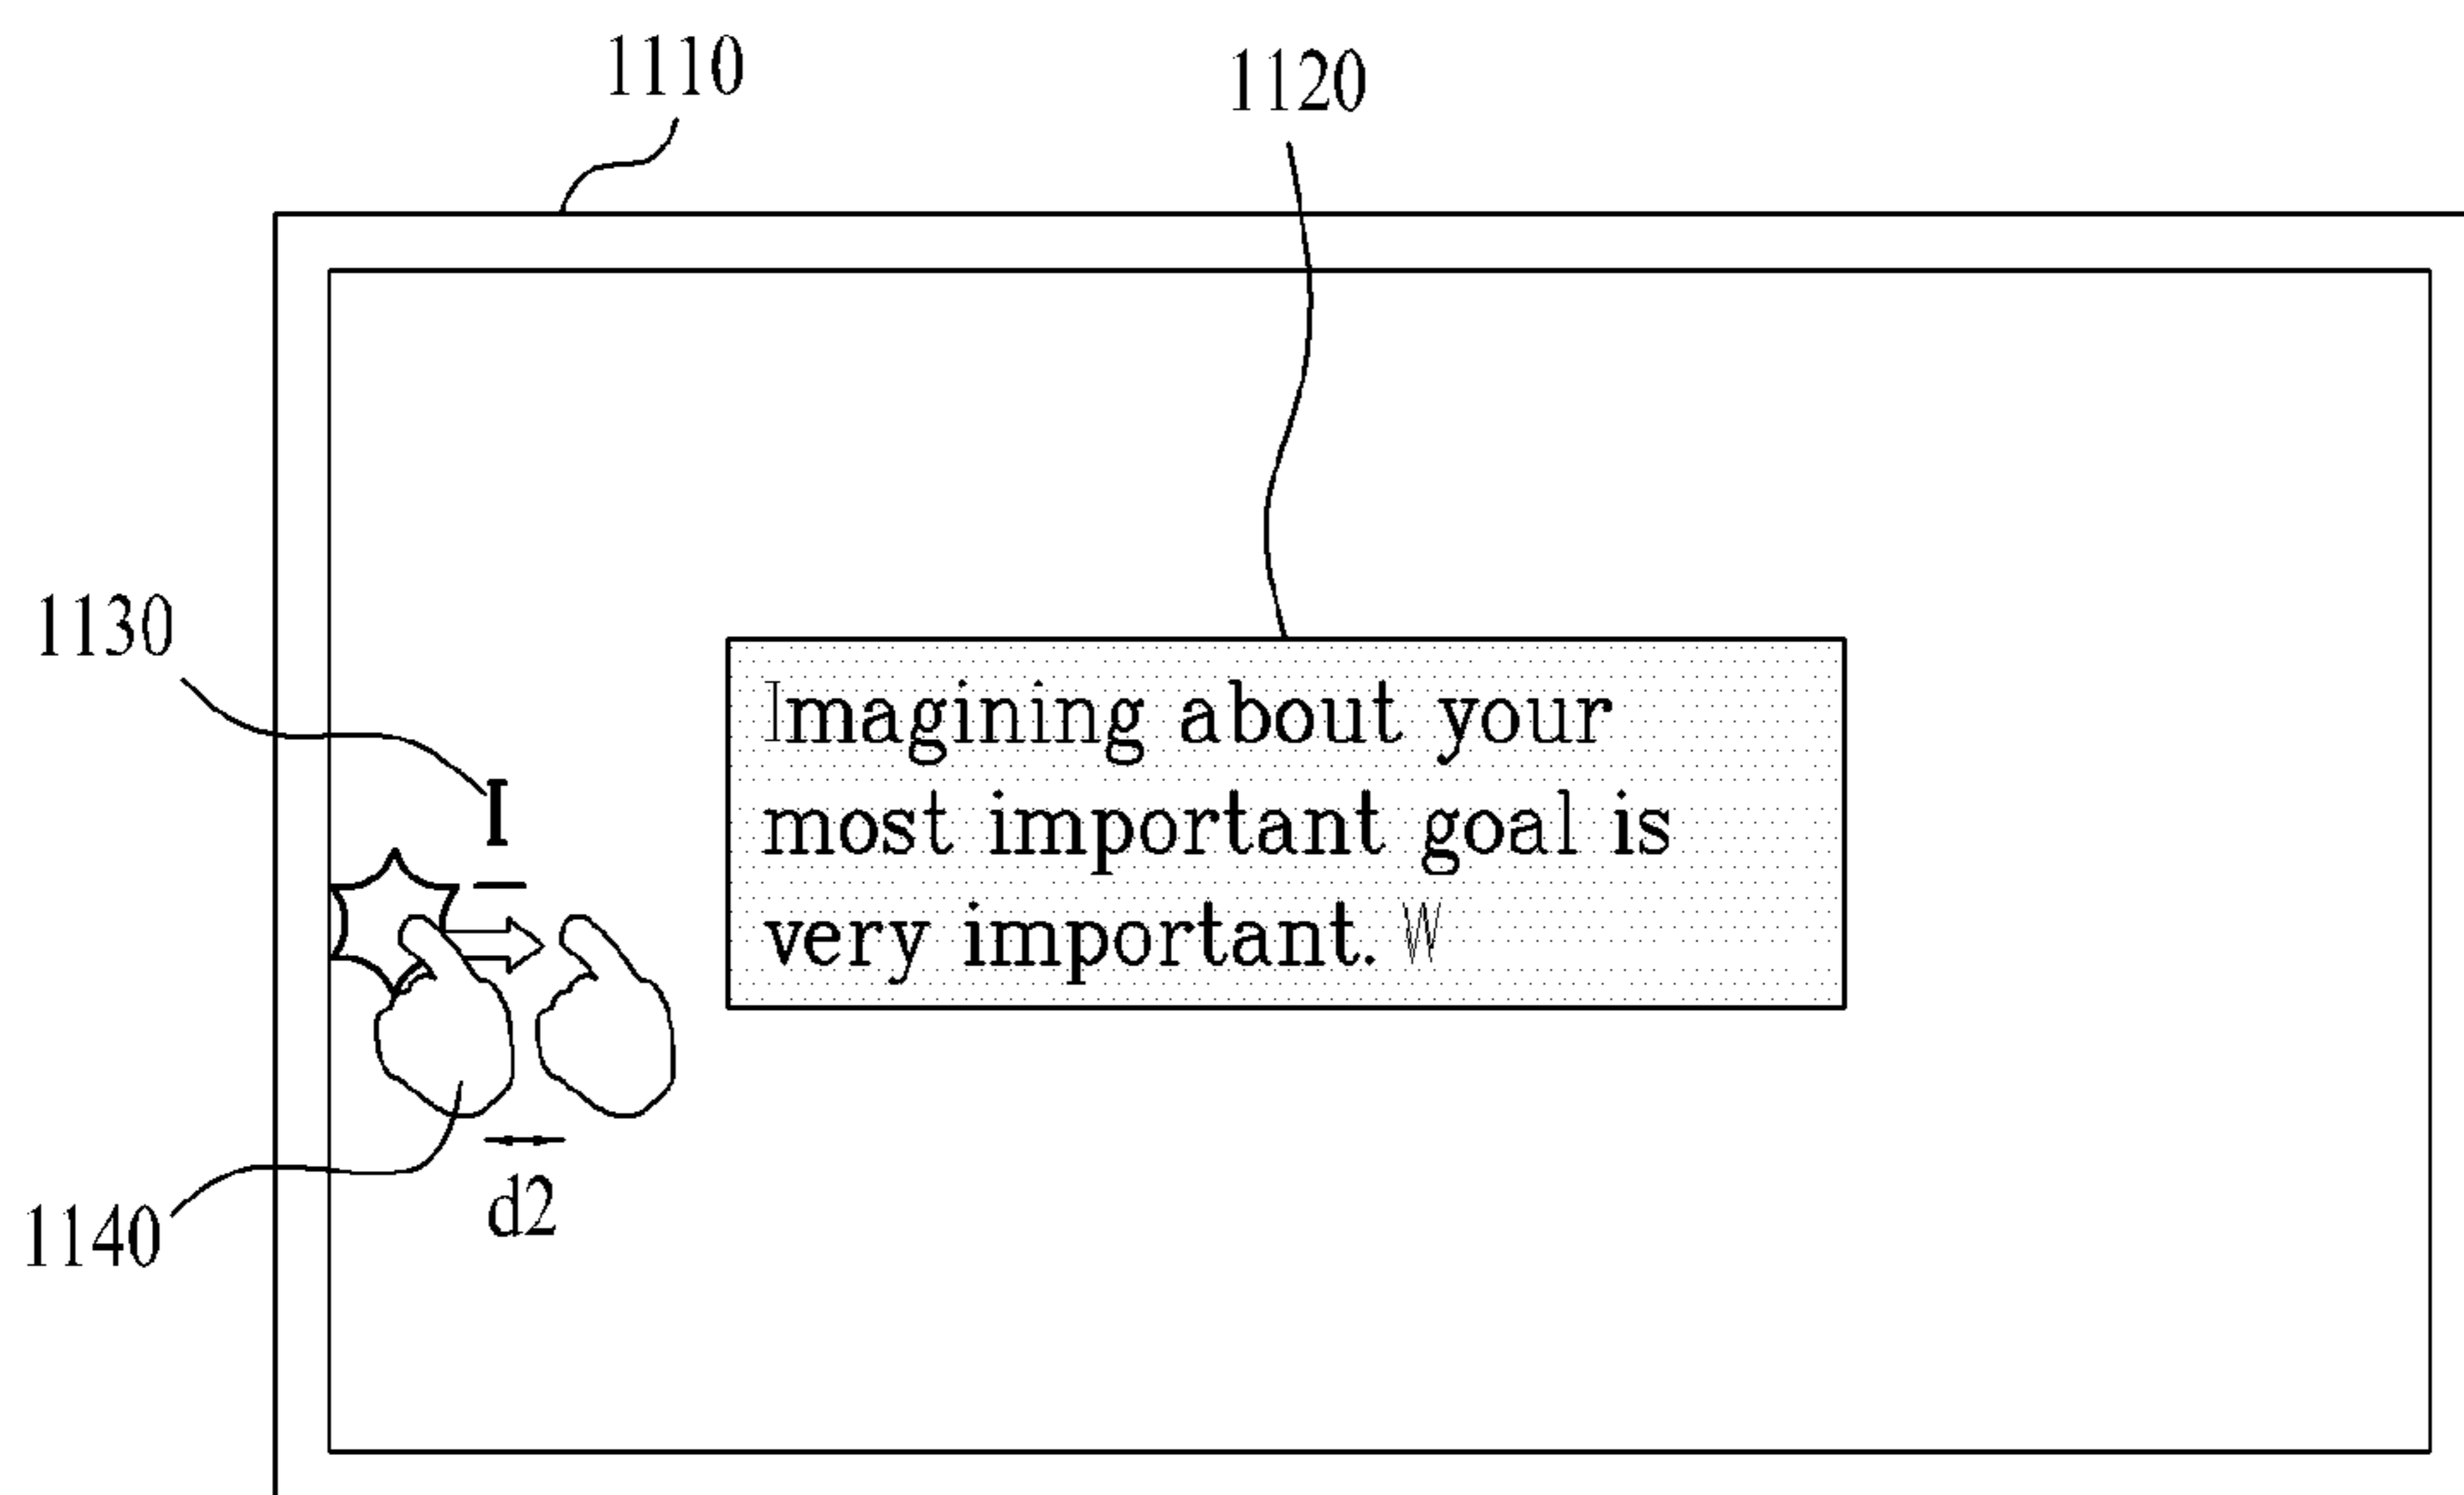 1110
1120
1130
I
Imagining about your
most important goal is
very important. W
d2
1140